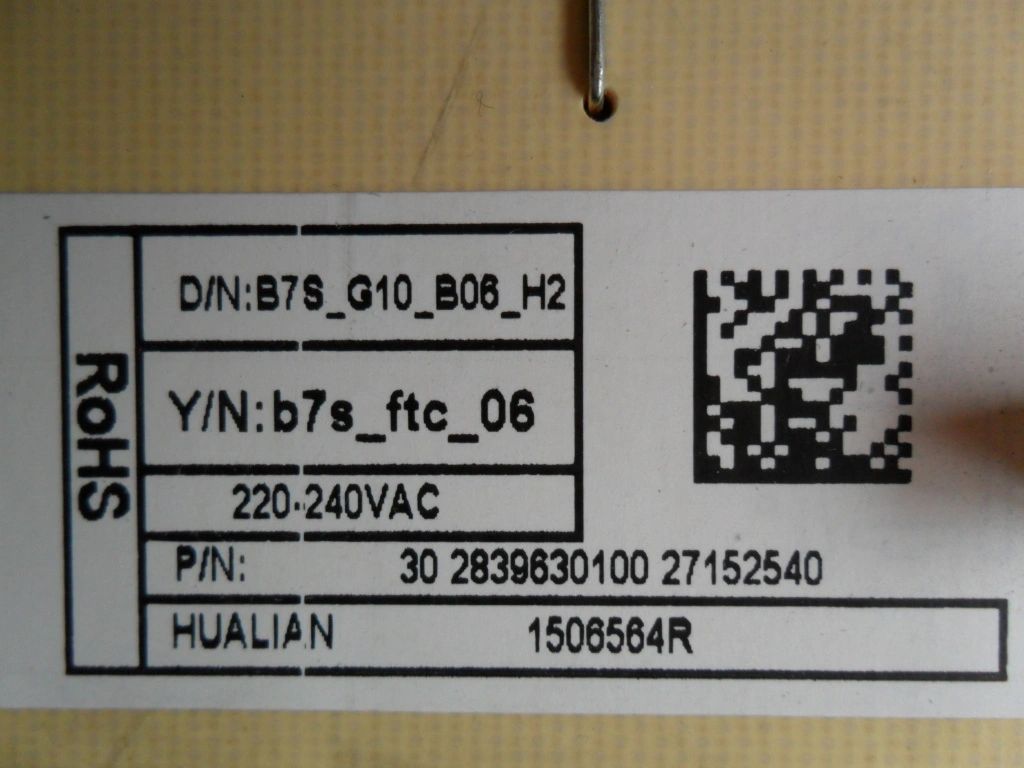 RoHS
D/N:B7S_G10_B06_H2
Y/N:b7s_ftc_06
220-240VAC
P/N: 30 2839630100 27152540
HUALIAN 1506564R